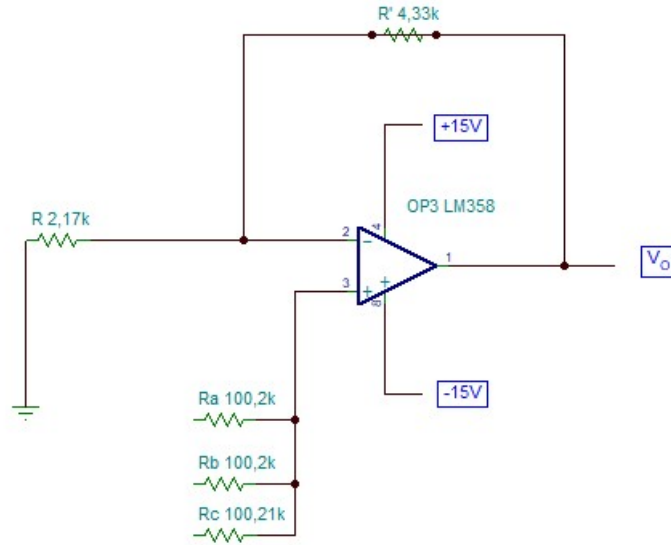 R' 4,33k
+15V
OP3 LM358
R 2,17k
4
2
-
1
V_O
3
+
+
8
-15V
Ra 100,2k
Rb 100,2k
Rc 100,21k